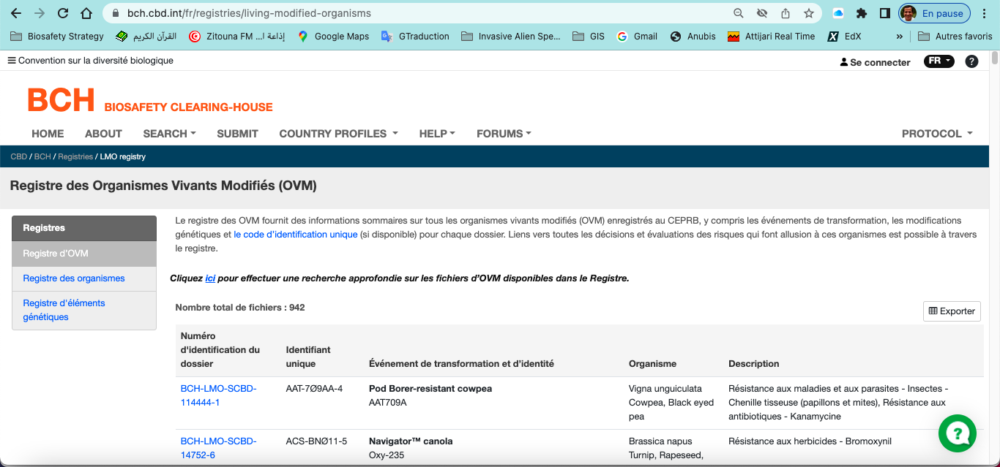 bch.cbd.int/fr/registries/living-modified-organisms
En pause
Biosafety Strategy
القرآن الكريم
Zitouna FM ... إذاعة ا
Google Maps
GTraduction
Invasive Alien Spe...
GIS
Gmail
Anubis
Attijari Real Time
EdX
»
Autres favoris
Convention sur la diversité biologique
Se connecter
FR
?
BCH BIOSAFETY CLEARING-HOUSE
HOME ABOUT SEARCH SUBMIT COUNTRY PROFILES HELP FORUMS PROTOCOL
CBD / BCH / Registries / LMO registry
Registre des Organismes Vivants Modifiés (OVM)
Registres
Registre d'OVM
Registre des organismes
Registre d'éléments
génétiques
Le registre des OVM fournit des informations sommaires sur tous les organismes vivants modifiés (OVM) enregistrés au CEPRB, y compris les événements de transformation, les modifications
génétiques et le code d'identification unique (si disponible) pour chaque dossier. Liens vers toutes les décisions et évaluations des risques qui font allusion à ces organismes est possible à travers
le registre.
Cliquez ici pour effectuer une recherche approfondie sur les fichiers d'OVM disponibles dans le Registre.
Nombre total de fichiers : 942
Exporter
Numéro
d'identification du
dossier
Identifiant
unique
Événement de transformation et d'identité
Organisme
Description
BCH-LMO-SCBD-
114444-1
AAT-7Ø9AA-4
Pod Borer-resistant cowpea
AAT709A
Vigna unguiculata
Cowpea, Black eyed
pea
Résistance aux maladies et aux parasites - Insectes -
Chenille tisseuse (papillons et mites), Résistance aux
antibiotiques - Kanamycine
BCH-LMO-SCBD-
14752-6
ACS-BNØ11-5
Navigator™ canola
Oxy-235
Brassica napus
Turnip, Rapeseed,
Résistance aux herbicides - Bromoxynil
?